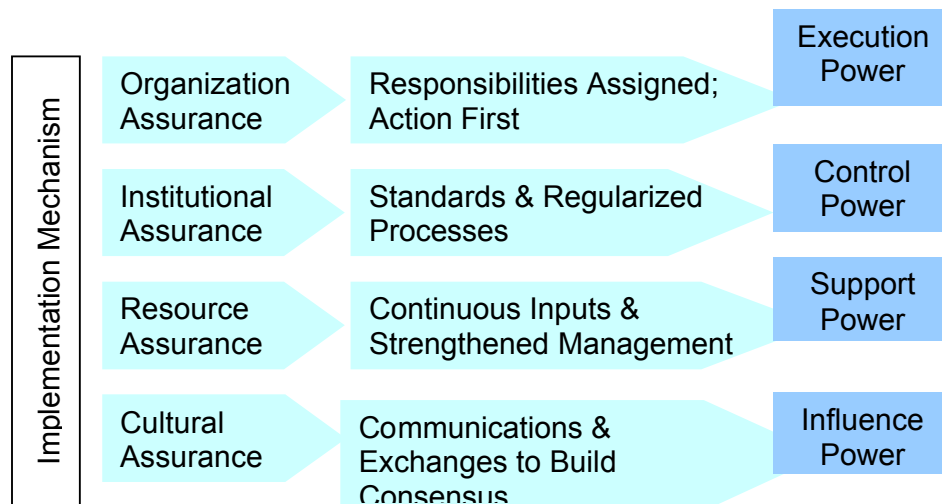 Implementation Mechanism
Organization
Assurance
Responsibilities Assigned;
Action First
Execution
Power
Institutional
Assurance
Standards & Regularized
Processes
Control
Power
Resource
Assurance
Continuous Inputs &
Strengthened Management
Support
Power
Cultural
Assurance
Communications &
Exchanges to Build
Consensus
Influence
Power